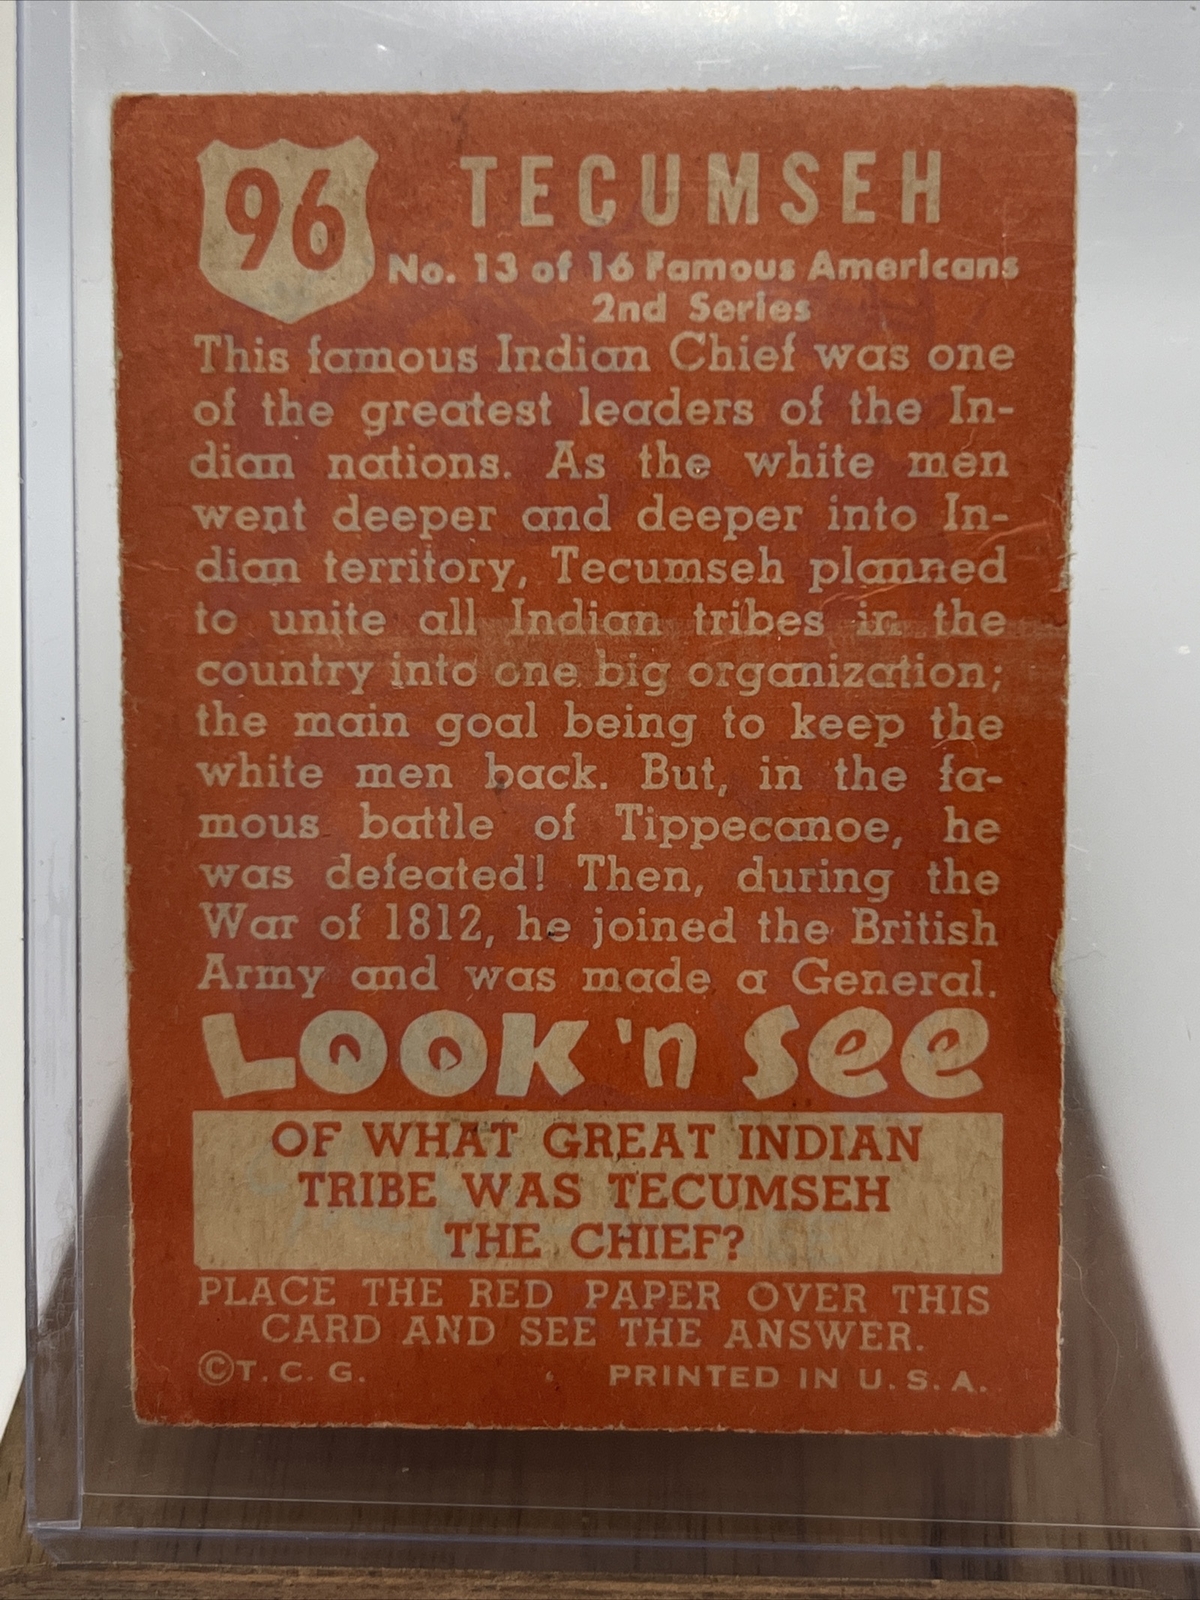 96
TECUMSEH
No. 13 of 16 Famous Americans
2nd Series
This famous Indian Chief was one
of the greatest leaders of the In-
dian nations. As the white men
went deeper and deeper into In-
dian territory, Tecumseh planned
to unite all Indian tribes in the
country into one big organization;
the main goal being to keep the
white men back. But, in the fa-
mous battle of Tippecanoe, he
was defeated! Then, during the
War of 1812, he joined the British
Army and was made a General.
LOOK 'n See
OF WHAT GREAT INDIAN
TRIBE WAS TECUMSEH
THE CHIEF?
PLACE THE RED PAPER OVER THIS
CARD AND SEE THE ANSWER.
©T. C. G. PRINTED IN U. S. A.